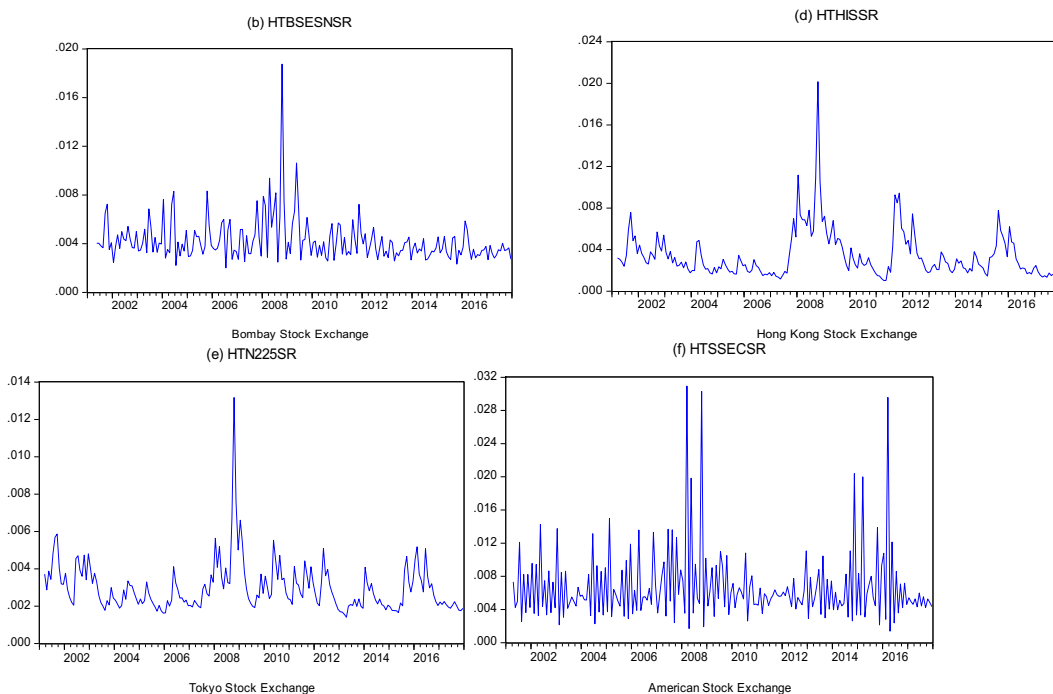 (b) HTBSESNSR
.020
.016
.012
.008
.004
.000
2002 2004 2006 2008 2010 2012 2014 2016
Bombay Stock Exchange
(d) HTHISSR
.024
.020
.016
.012
.008
.004
.000
2002 2004 2006 2008 2010 2012 2014 2016
Hong Kong Stock Exchange
(e) HTN225SR
.014
.012
.010
.008
.006
.004
.002
.000
2002 2004 2006 2008 2010 2012 2014 2016
Tokyo Stock Exchange
(f) HTSSECSR
.032
.028
.024
.020
.016
.012
.008
.004
.000
2002 2004 2006 2008 2010 2012 2014 2016
American Stock Exchange